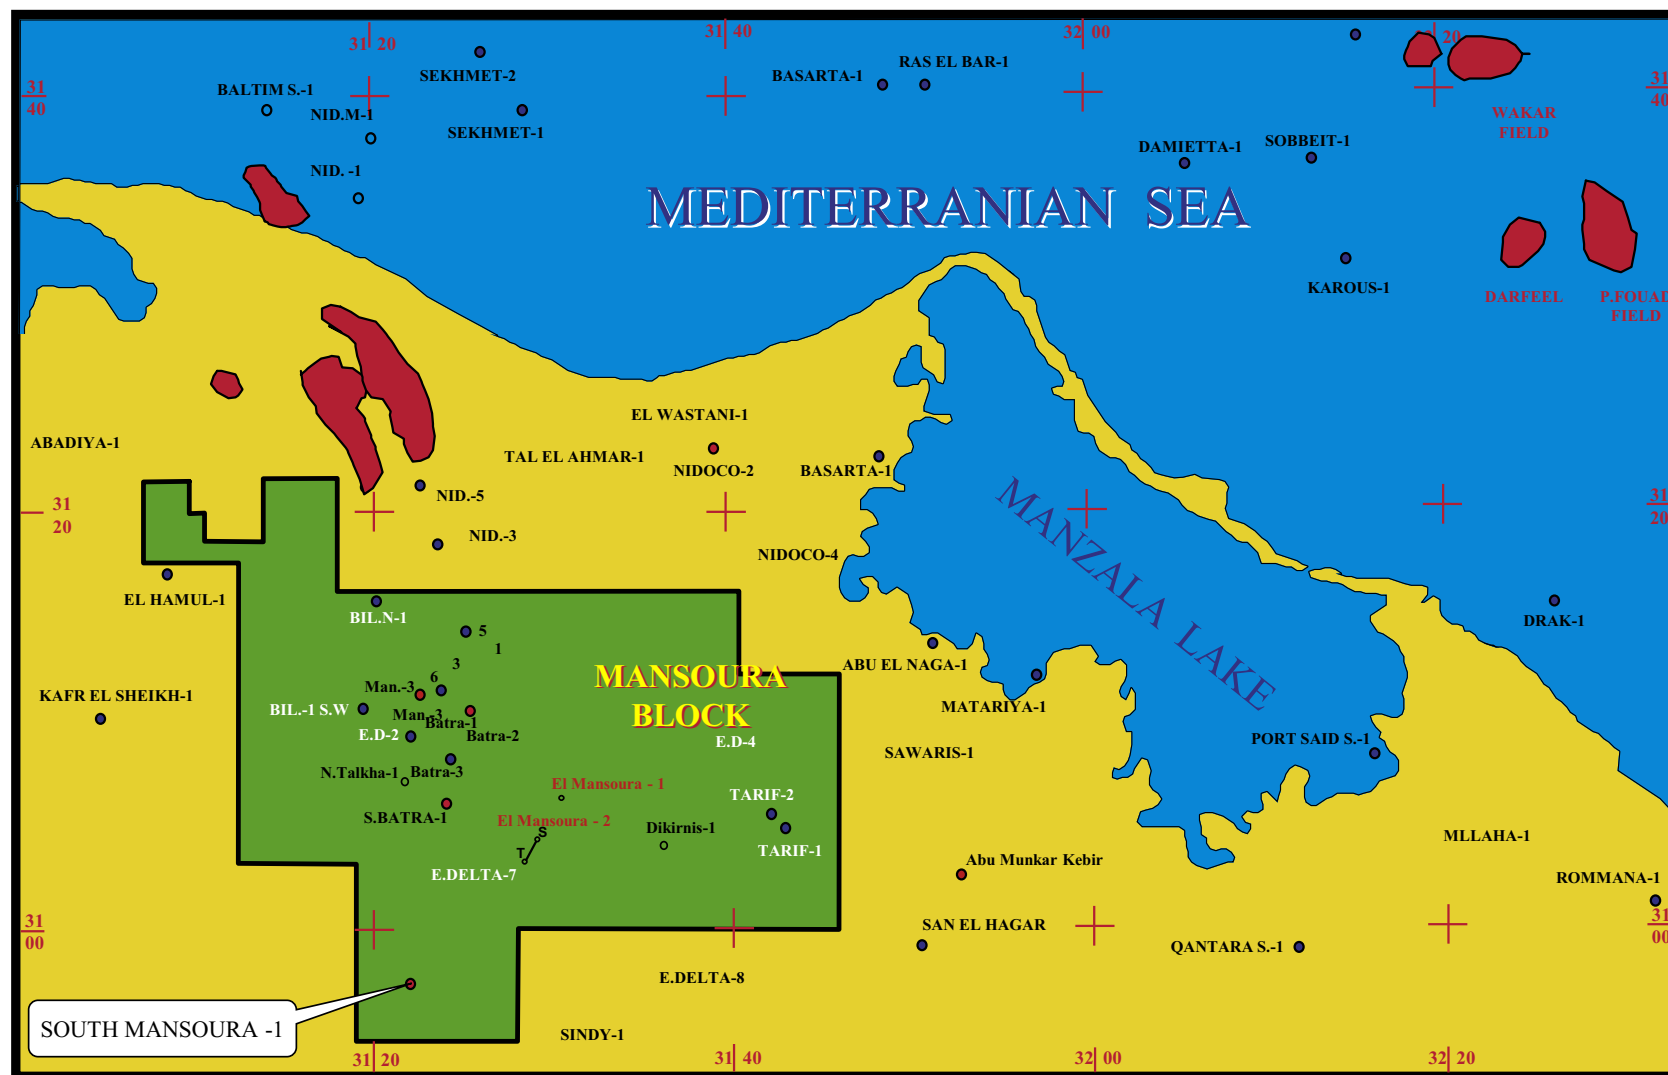 31 20
31 40
32 00
20
SEKHMET-2
BASARTA-1
RAS EL BAR-1
31
40
BALTIM S.-1
NID.M-1
SEKHMET-1
31
40
WAKAR
FIELD
DAMIETTA-1
SOBBEIT-1
NID. -1
MEDITERRANIAN SEA
KAROUS-1
DARFEEL
P.FOUAD
FIELD
EL WASTANI-1
ABADIYA-1
TAL EL AHMAR-1
NIDOCO-2
BASARTA-1
NID.-5
31
20
31
20
NID.-3
NIDOCO-4
MANZALA LAKE
EL HAMUL-1
BIL.N-1
DRAK-1
5
1
3
6
ABU EL NAGA-1
MANSOURA
BLOCK
Man.-3
KAFR EL SHEIKH-1
BIL.-1 S.W
Man.-3
Batra-1
MATARIYA-1
E.D-2
Batra-2
E.D-4
PORT SAID S.-1
SAWARIS-1
N.Talkha-1
Batra-3
El Mansoura - 1
TARIF-2
S.BATRA-1
El Mansoura - 2
S
Dikirnis-1
MLLAHA-1
T
TARIF-1
Abu Munkar Kebir
E.DELTA-7
ROMMANA-1
31
00
SAN EL HAGAR
31
00
QANTARA S.-1
E.DELTA-8
SOUTH MANSOURA -1
SINDY-1
31 20
31 40
32 00
32 20